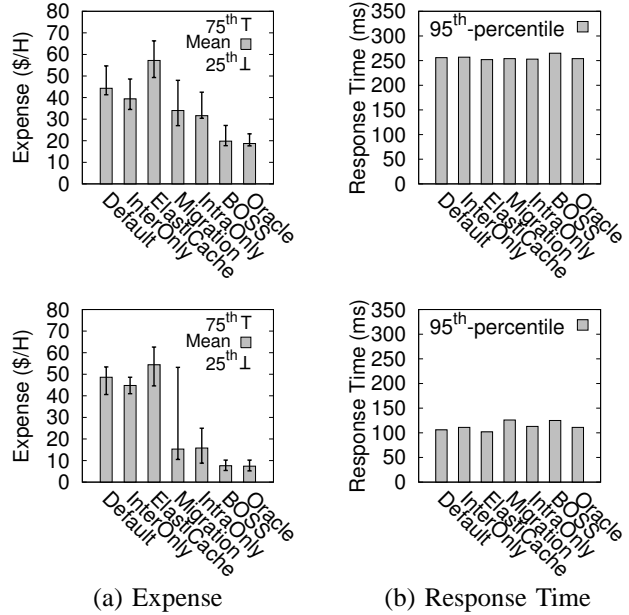 80
70
60
50
40
30
20
10
0
Expense ($/H)
75th
Mean
25th
Default
InterOnly
ElastiCache
Migration
IntraOnly
BOSS
Oracle
350
300
250
200
150
100
50
0
Response Time (ms)
95th-percentile
Default
InterOnly
ElastiCache
Migration
IntraOnly
BOSS
Oracle
80
70
60
50
40
30
20
10
0
Expense ($/H)
75th
Mean
25th
Default
InterOnly
ElastiCache
Migration
IntraOnly
BOSS
Oracle
350
300
250
200
150
100
50
0
Response Time (ms)
95th-percentile
Default
InterOnly
ElastiCache
Migration
IntraOnly
BOSS
Oracle
(a) Expense
(b) Response Time